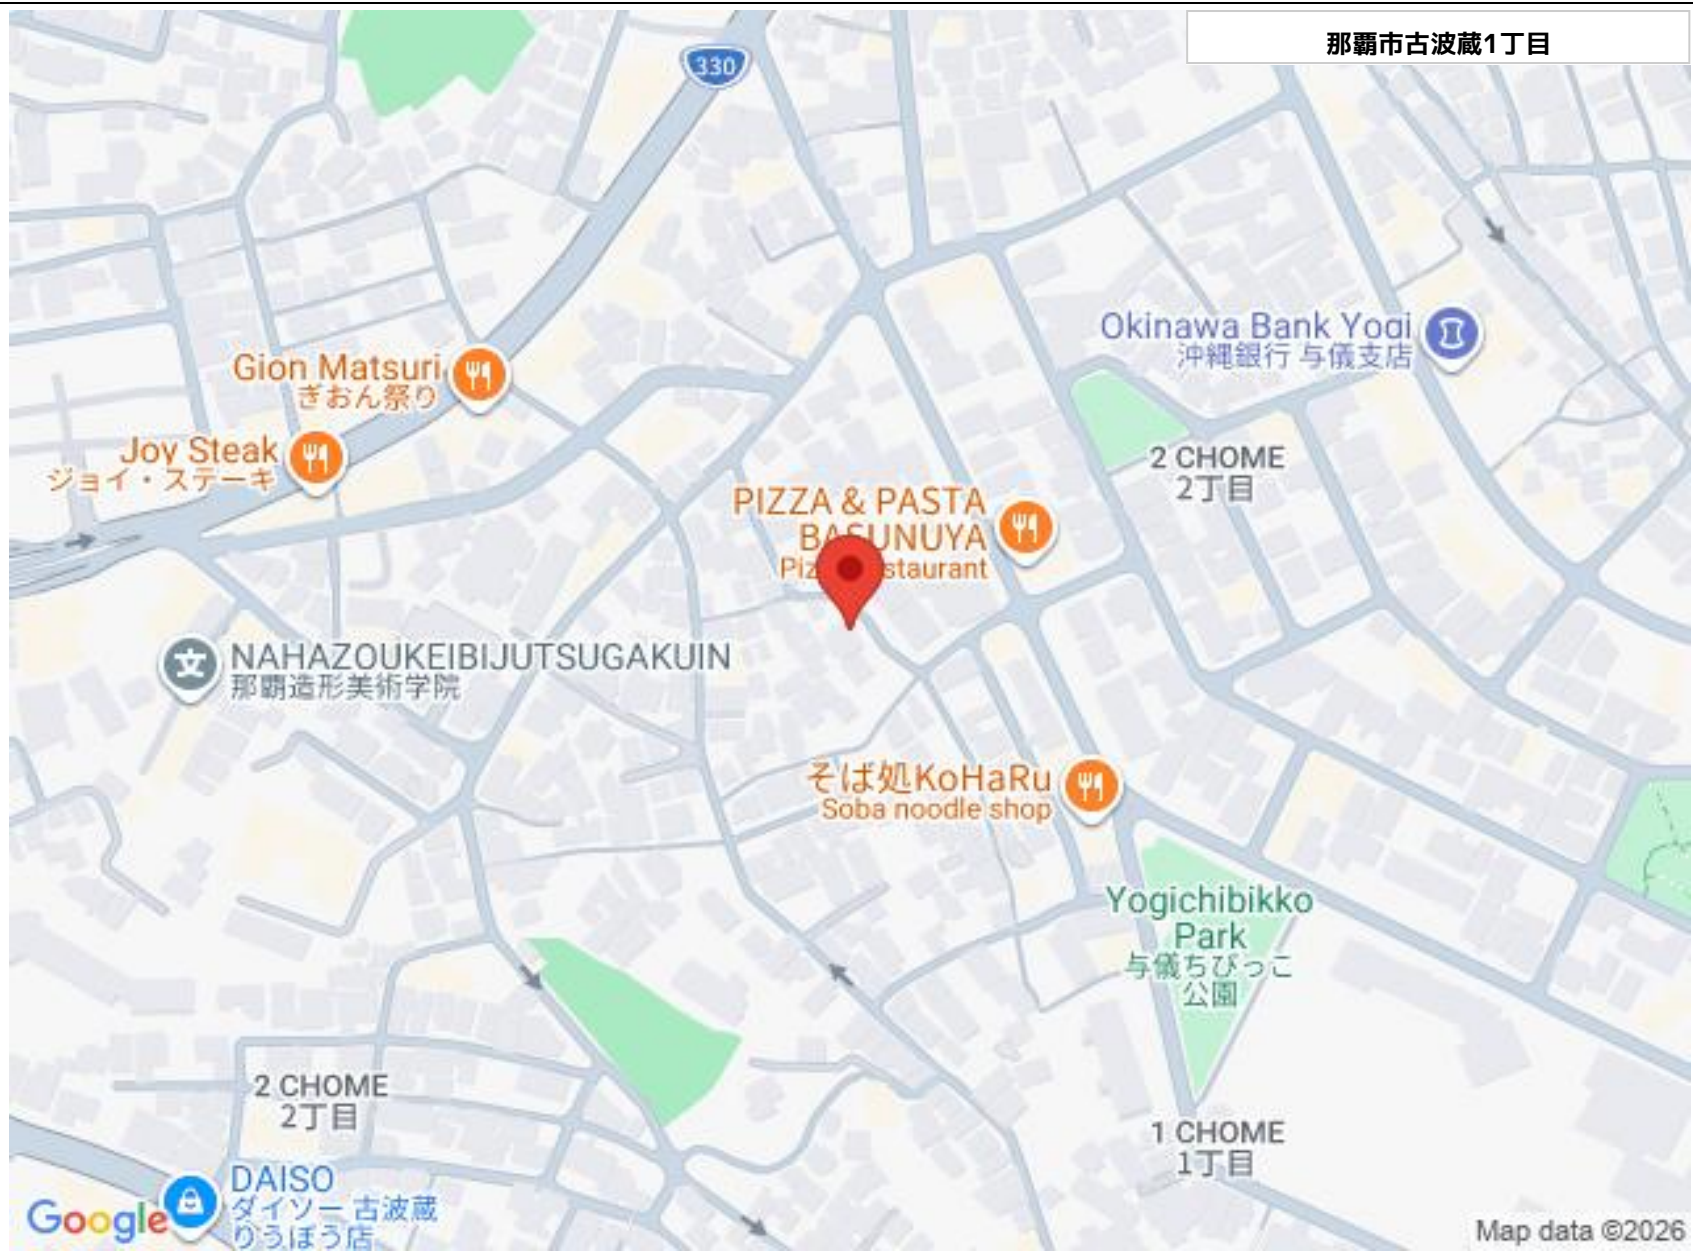 那覇市古波蔵1丁目
330
Okinawa Bank Yogi
沖縄銀行 与儀支店
Gion Matsuri
ぎおん祭り
Joy Steak
ジョイ・ステーキ
2 CHOME
2丁目
PIZZA & PASTA
BASUNUYA
Pizza restaurant
NAHAZOUKEIBIJUTSUGAKUIN
那覇造形美術学院
そば処KoHaRu
Soba noodle shop
Yogichibikko
Park
与儀ちびっこ
公園
2 CHOME
2丁目
1 CHOME
1丁目
DAISO
ダイソー 古波蔵
りうぼう店
Google
Map data ©2026